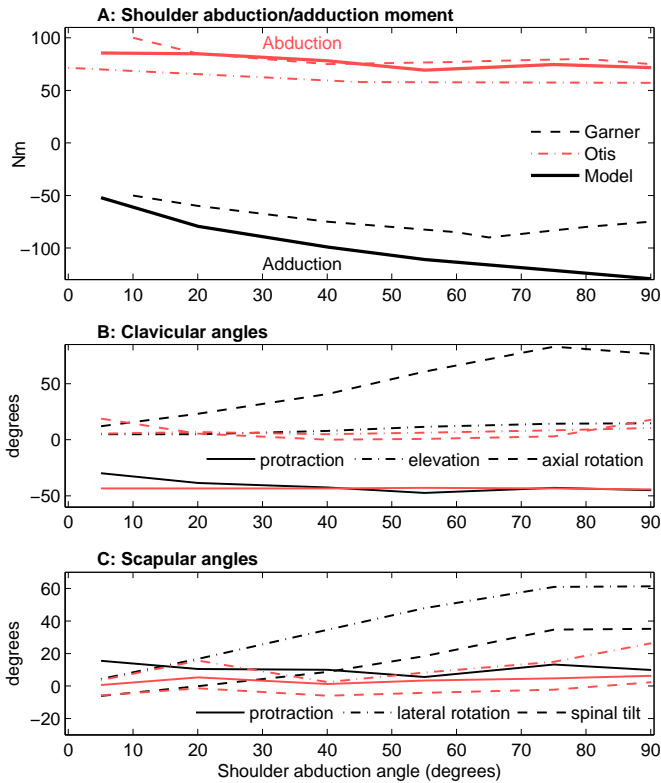 A: Shoulder abduction/adduction moment
100
50
0
−50
−100
Nm
Abduction
Garner
Otis
Model
Adduction
0 10 20 30 40 50 60 70 80 90
B: Clavicular angles
50
0
−50
degrees
protraction elevation axial rotation
0 10 20 30 40 50 60 70 80 90
C: Scapular angles
60
40
20
0
−20
degrees
protraction lateral rotation spinal tilt
0 10 20 30 40 50 60 70 80 90
Shoulder abduction angle (degrees)